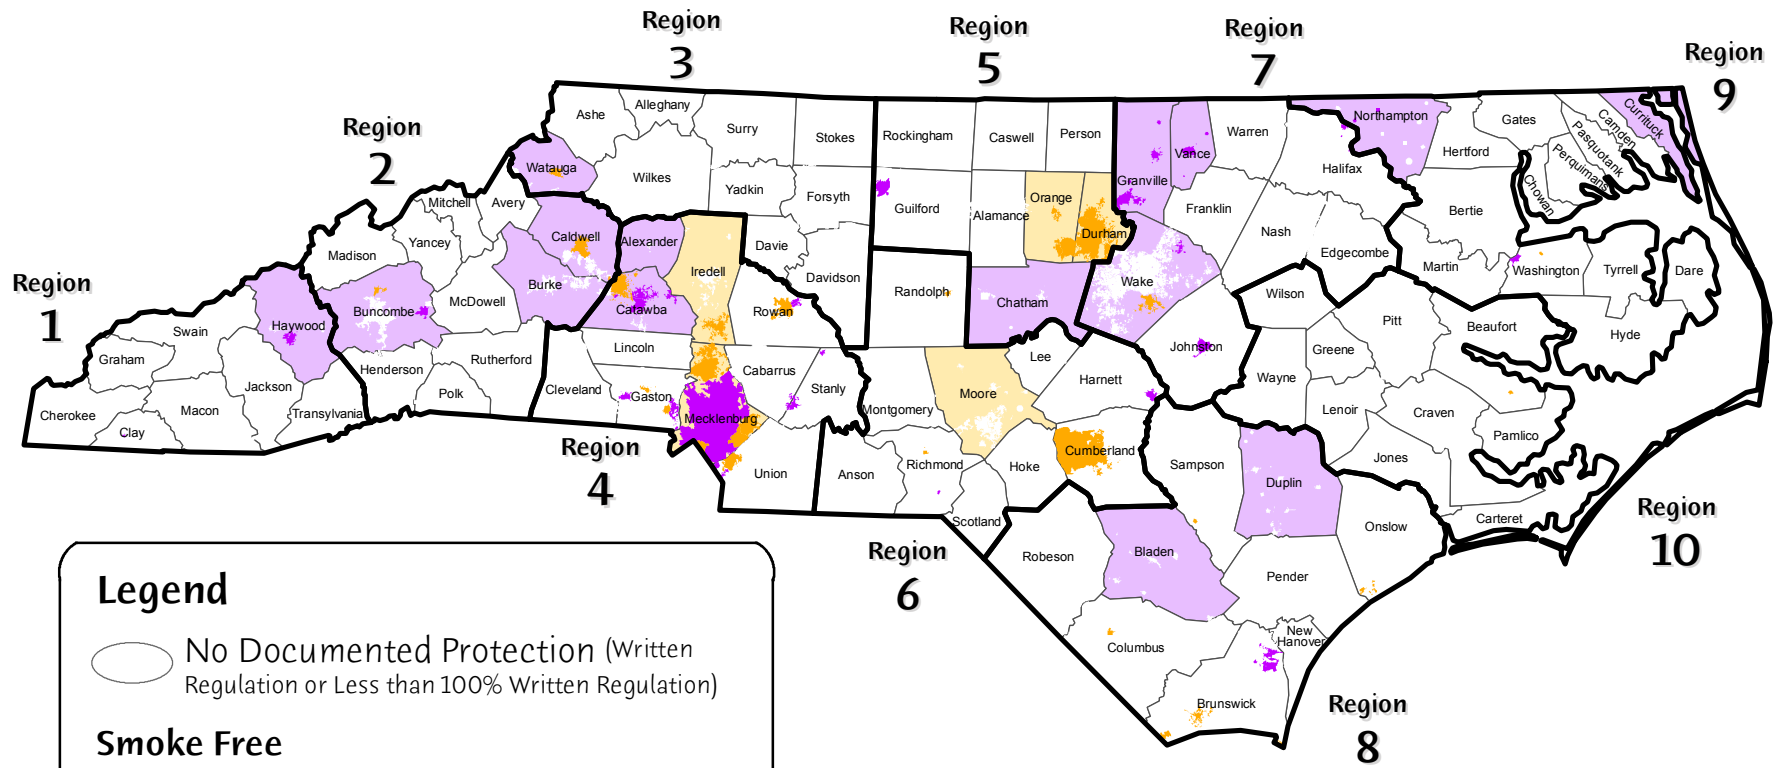 Region
3
Region
5
Region
7
Region
9
Region
2
Region
1
Region
4
Region
6
Region
8
Region
10
Ashe
Alleghany
Surry
Stokes
Rockingham
Caswell
Person
Granville
Vance
Warren
Northampton
Halifax
Hertford
Gates
Camden
Currituck
Pasquotank
Perquimans
Chowan
Bertie
Watauga
Wilkes
Yadkin
Forsyth
Guilford
Alamance
Orange
Durham
Franklin
Nash
Edgecombe
Martin
Washington
Tyrrell
Dare
Mitchell
Avery
Yancey
Madison
Caldwell
Alexander
Iredell
Davie
Davidson
Randolph
Chatham
Wake
Wilson
Pitt
Beaufort
Hyde
Buncombe
McDowell
Burke
Catawba
Rowan
Haywood
Swain
Graham
Cherokee
Clay
Macon
Jackson
Transylvania
Henderson
Polk
Rutherford
Cleveland
Lincoln
Gaston
Mecklenburg
Cabarrus
Stanly
Union
Anson
Montgomery
Richmond
Moore
Lee
Harnett
Johnston
Hoke
Cumberland
Scotland
Sampson
Wayne
Greene
Lenoir
Craven
Pamlico
Jones
Duplin
Onslow
Carteret
Robeson
Bladen
Pender
Columbus
New
Hanover
Brunswick
Legend
No Documented Protection (Written
Regulation or Less than 100% Written Regulation)
Smoke Free